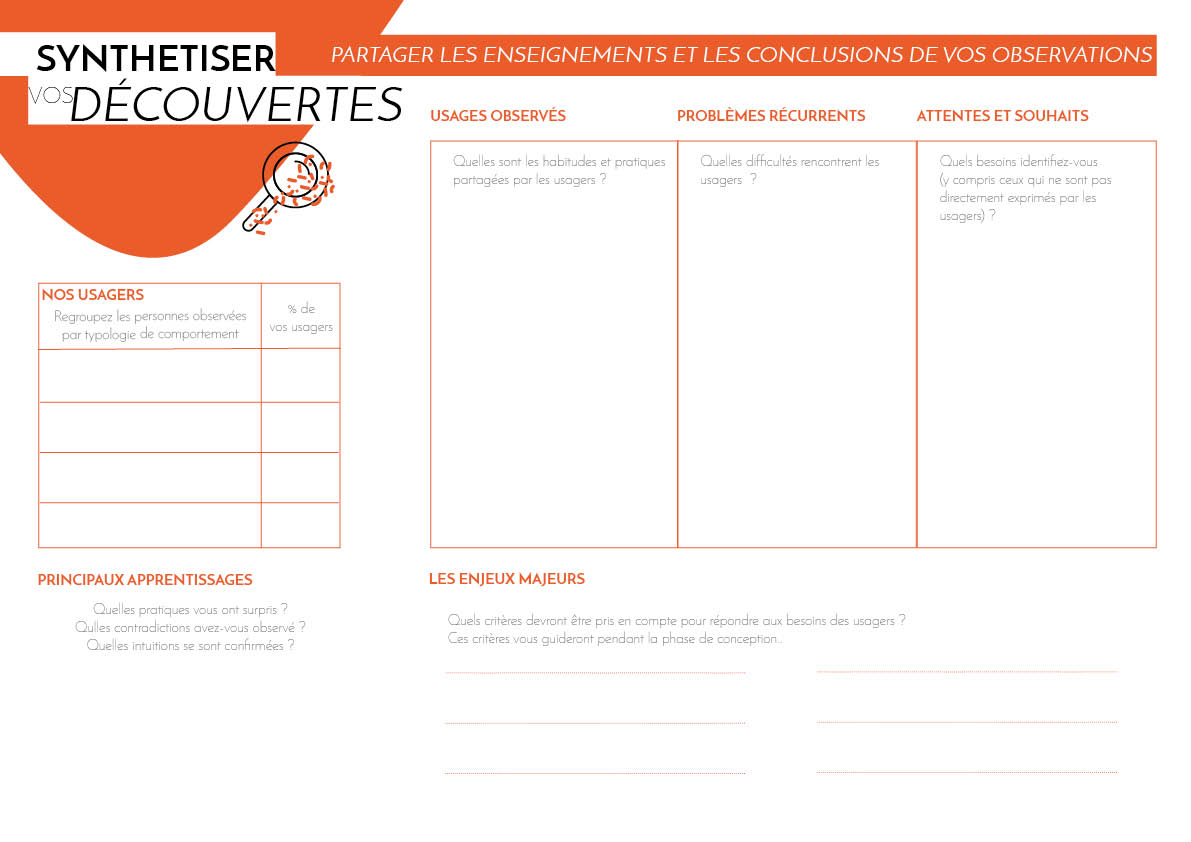 SYNTHETISER
VOS DÉCOUVERTES
PARTAGER LES ENSEIGNEMENTS ET LES CONCLUSIONS DE VOS OBSERVATIONS
NOS USAGERS
Regroupez les personnes observées
par typologie de comportement
% de
vos usagers
PRINCIPAUX APPRENTISSAGES
Quelles pratiques vous ont surpris ?
Qulles contradictions avez-vous observé ?
Quelles intuitions se sont confirmées ?
USAGES OBSERVÉS
Quelles sont les habitudes et pratiques
partagées par les usagers ?
PROBLÈMES RÉCURRENTS
Quelles difficultés rencontrent les
usagers ?
ATTENTES ET SOUHAITS
Quels besoins identifiez-vous
(y compris ceux qui ne sont pas
directement exprimés par les
usagers) ?
LES ENJEUX MAJEURS
Quels critères devront être pris en compte pour répondre aux besoins des usagers ?
Ces critères vous guideront pendant la phase de conception..